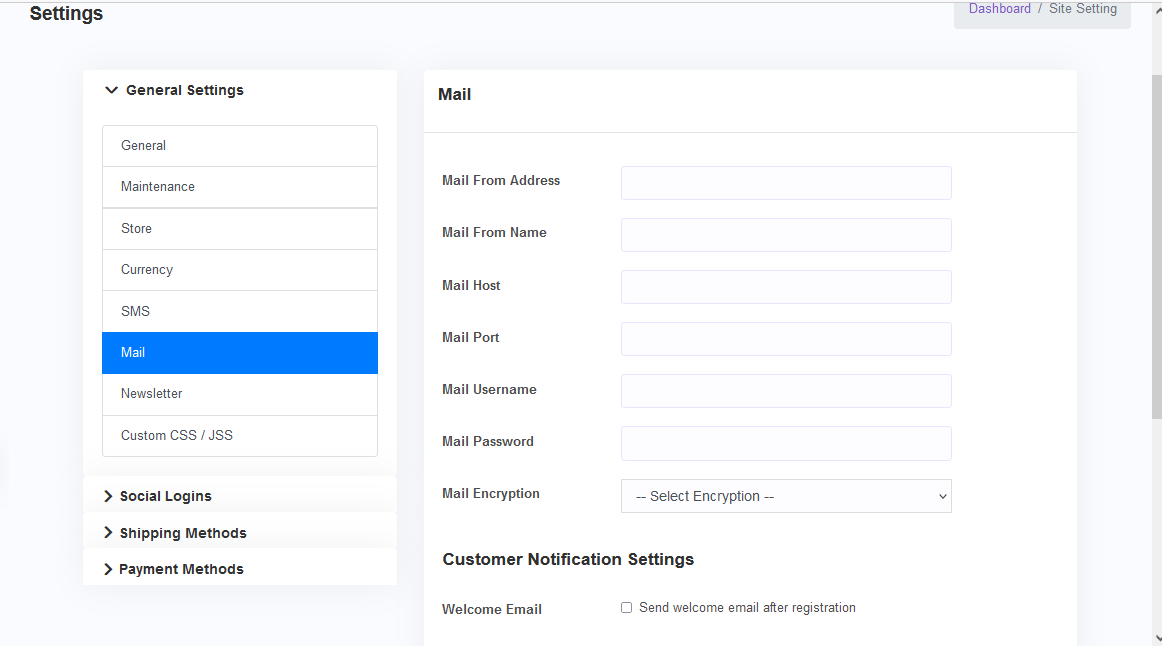 Settings
Dashboard / Site Setting
General Settings
General
Maintenance
Store
Currency
SMS
Mail
Newsletter
Custom CSS / JSS
Social Logins
Shipping Methods
Payment Methods
Mail
Mail From Address
Mail From Name
Mail Host
Mail Port
Mail Username
Mail Password
Mail Encryption
-- Select Encryption --
Customer Notification Settings
Welcome Email
Send welcome email after registration